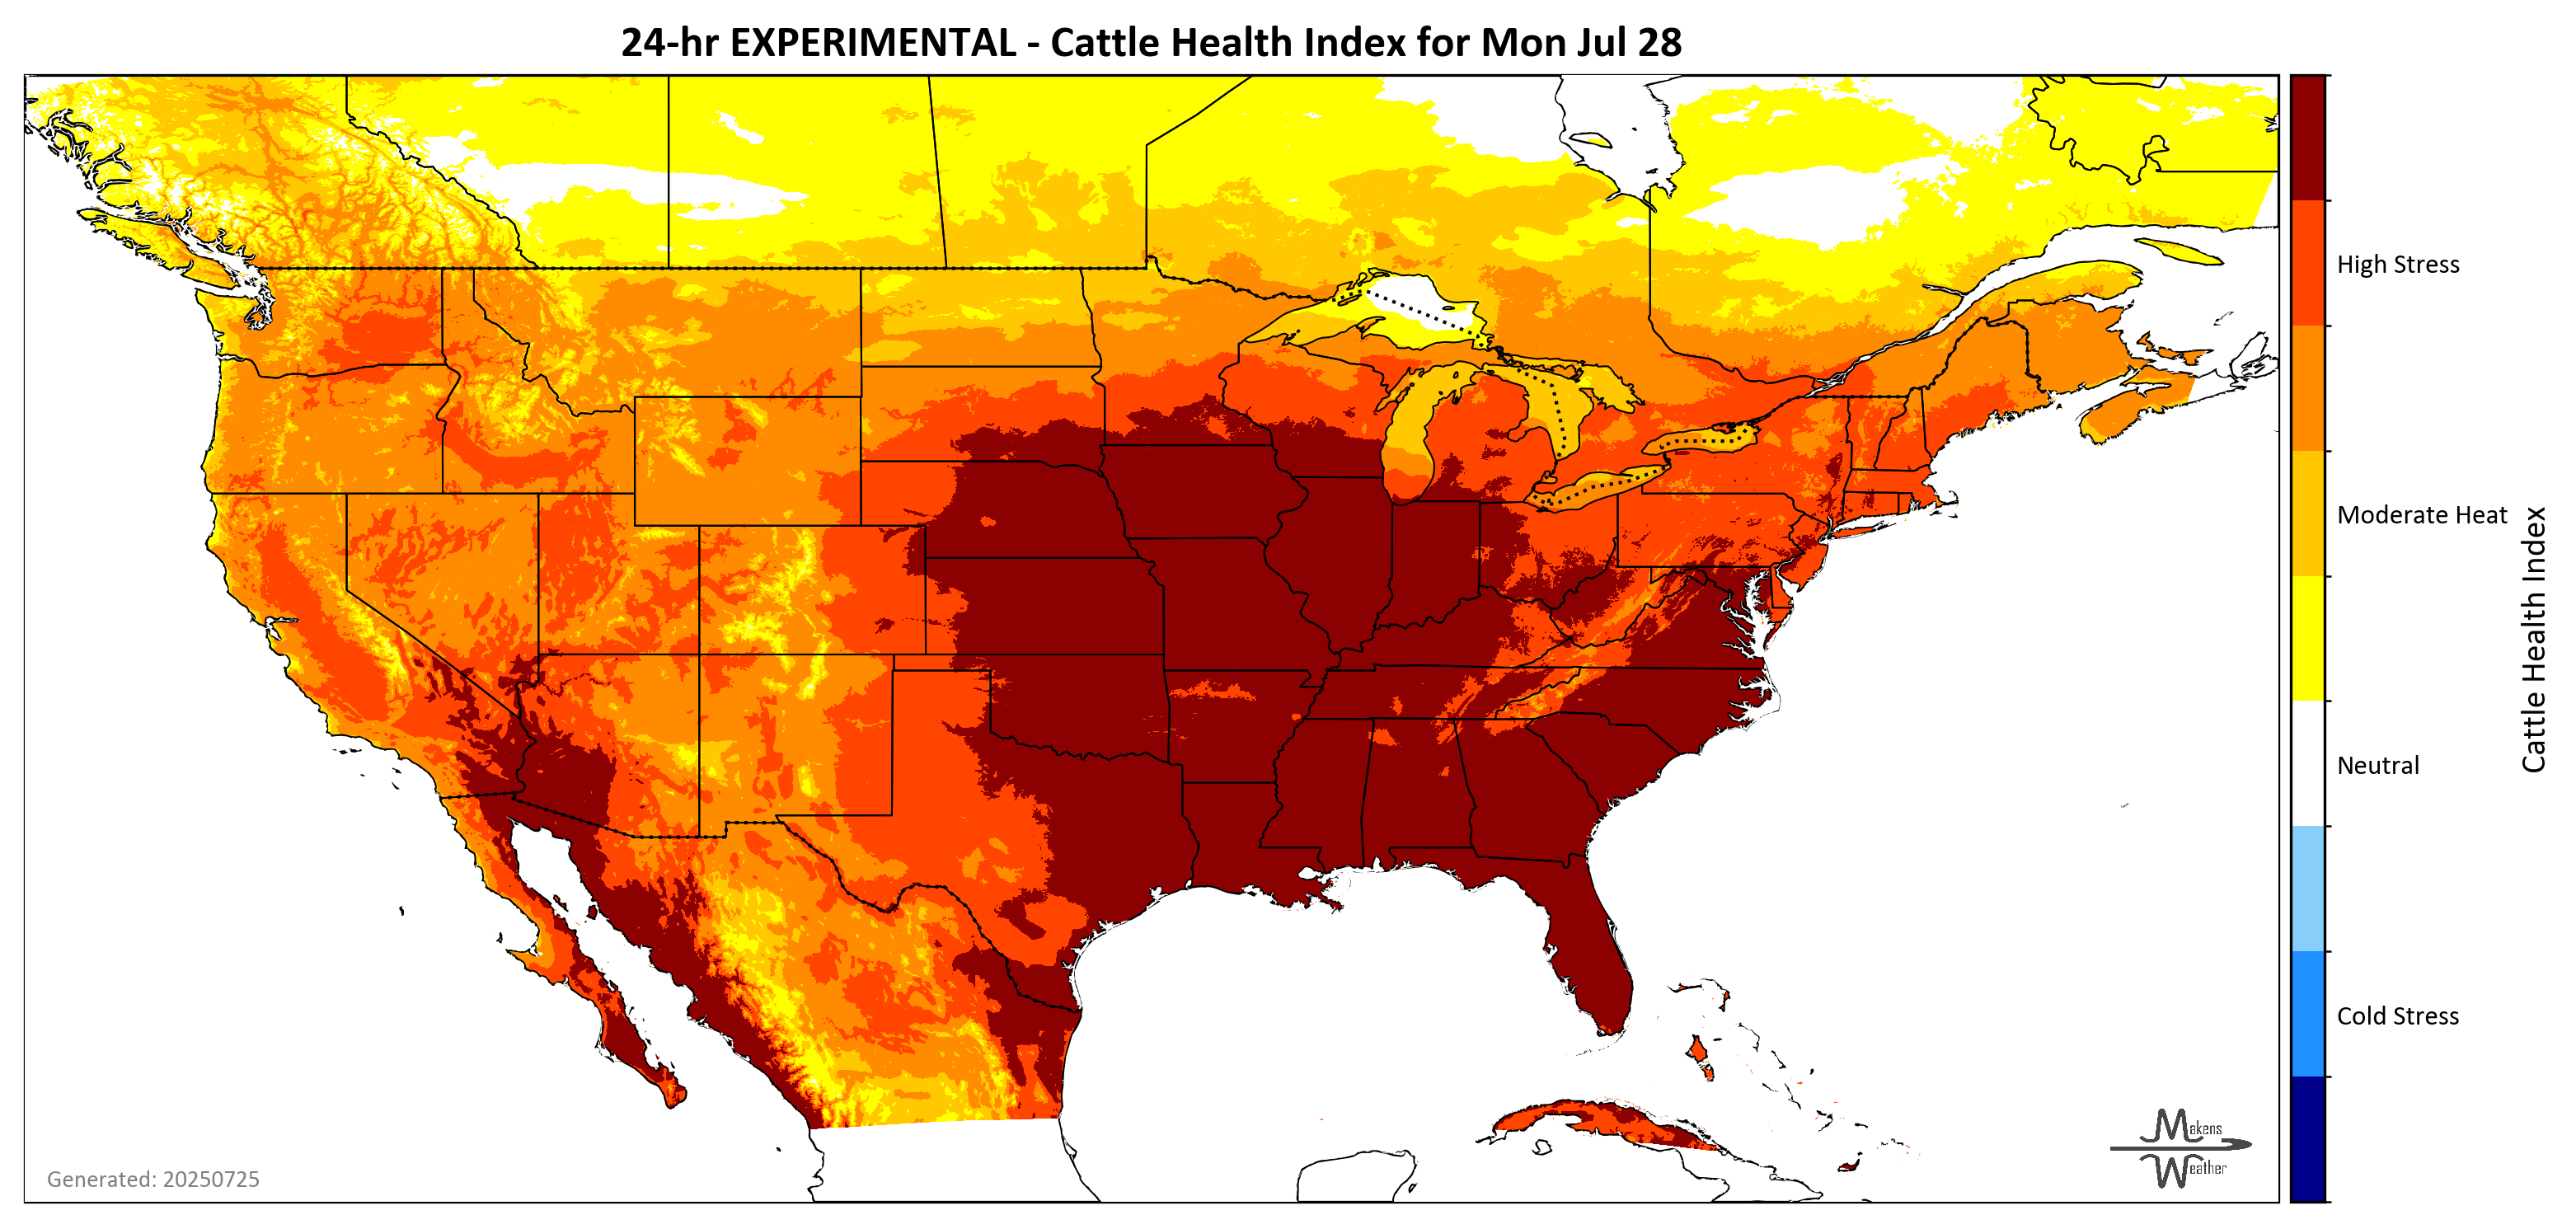 24-hr EXPERIMENTAL - Cattle Health Index for Mon Jul 28
High Stress
Moderate Heat
Neutral
Cold Stress
Cattle Health Index
Makens
Weather
Generated: 20250725